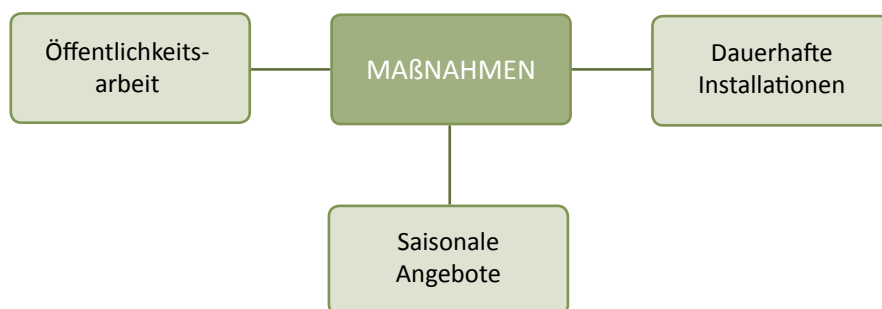 Öffentlichkeits-
arbeit
MAßNAHMEN
Dauerhafte
Installationen
Saisonale
Angebote